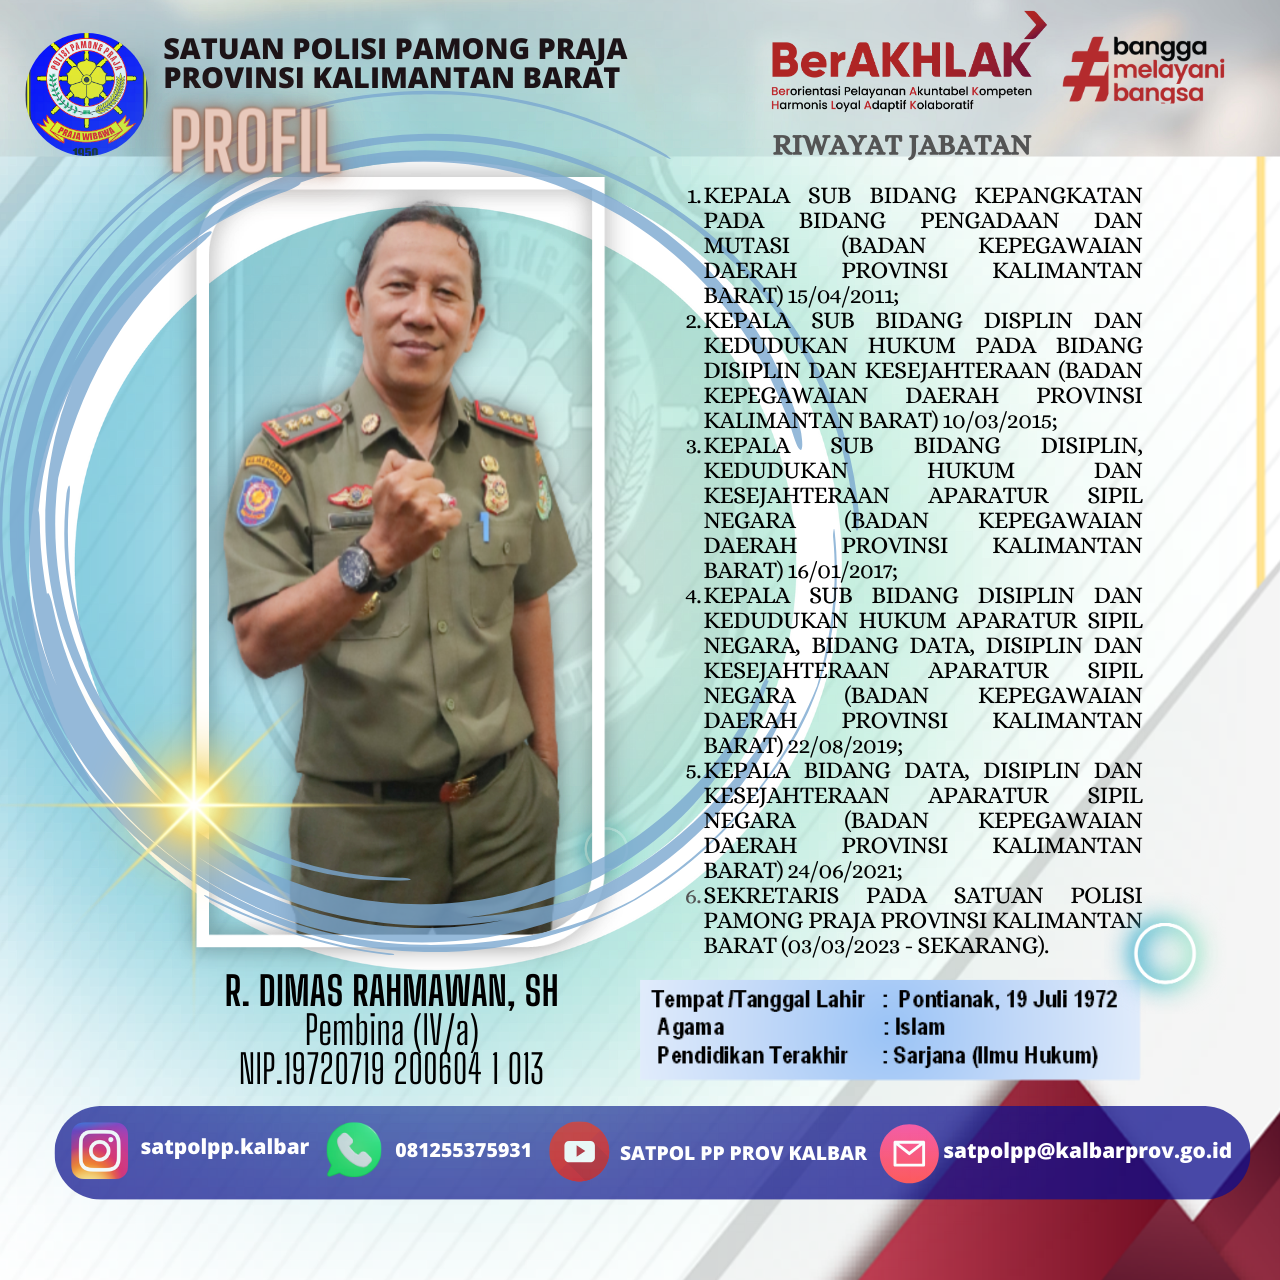 SATUAN POLISI PAMONG PRAJA
PROVINSI KALIMANTAN BARAT
PROFIL
POLISI PAMONG PRAJA
PRAJA WIBAWA
1950
BerAKHLAK
Berorientasi Pelayanan Akuntabel Kompeten
Harmonis Loyal Adaptif Kolaboratif
#bangga
melayani
bangsa
RIWAYAT JABATAN
1. KEPALA SUB BIDANG KEPANGKATAN
PADA BIDANG PENGADAAN DAN
MUTASI (BADAN KEPEGAWAIAN
DAERAH PROVINSI KALIMANTAN
BARAT) 15/04/2011;
2. KEPALA SUB BIDANG DISPLIN DAN
KEDUDUKAN HUKUM PADA BIDANG
DISIPLIN DAN KESEJAHTERAAN (BADAN
KEPEGAWAIAN DAERAH PROVINSI
KALIMANTAN BARAT) 10/03/2015;
3. KEPALA SUB BIDANG DISIPLIN,
KEDUDUKAN HUKUM DAN
KESEJAHTERAAN APARATUR SIPIL
NEGARA (BADAN KEPEGAWAIAN
DAERAH PROVINSI KALIMANTAN
BARAT) 16/01/2017;
4. KEPALA SUB BIDANG DISIPLIN DAN
KEDUDUKAN HUKUM APARATUR SIPIL
NEGARA, BIDANG DATA, DISIPLIN DAN
KESEJAHTERAAN APARATUR SIPIL
NEGARA (BADAN KEPEGAWAIAN
DAERAH PROVINSI KALIMANTAN
BARAT) 22/08/2019;
5. KEPALA BIDANG DATA, DISIPLIN DAN
KESEJAHTERAAN APARATUR SIPIL
NEGARA (BADAN KEPEGAWAIAN
DAERAH PROVINSI KALIMANTAN
BARAT) 24/06/2021;
6. SEKRETARIS PADA SATUAN POLISI
PAMONG PRAJA PROVINSI KALIMANTAN
BARAT (03/03/2023 - SEKARANG).
R. DIMAS RAHMAWAN, SH
Pembina (IV/a)
NIP.19720719 200604 1 013
Tempat /Tanggal Lahir : Pontianak, 19 Juli 1972
Agama : Islam
Pendidikan Terakhir : Sarjana (Ilmu Hukum)
satpolpp.kalbar
081255375931
SATPOL PP PROV KALBAR
satpolpp@kalbarprov.go.id